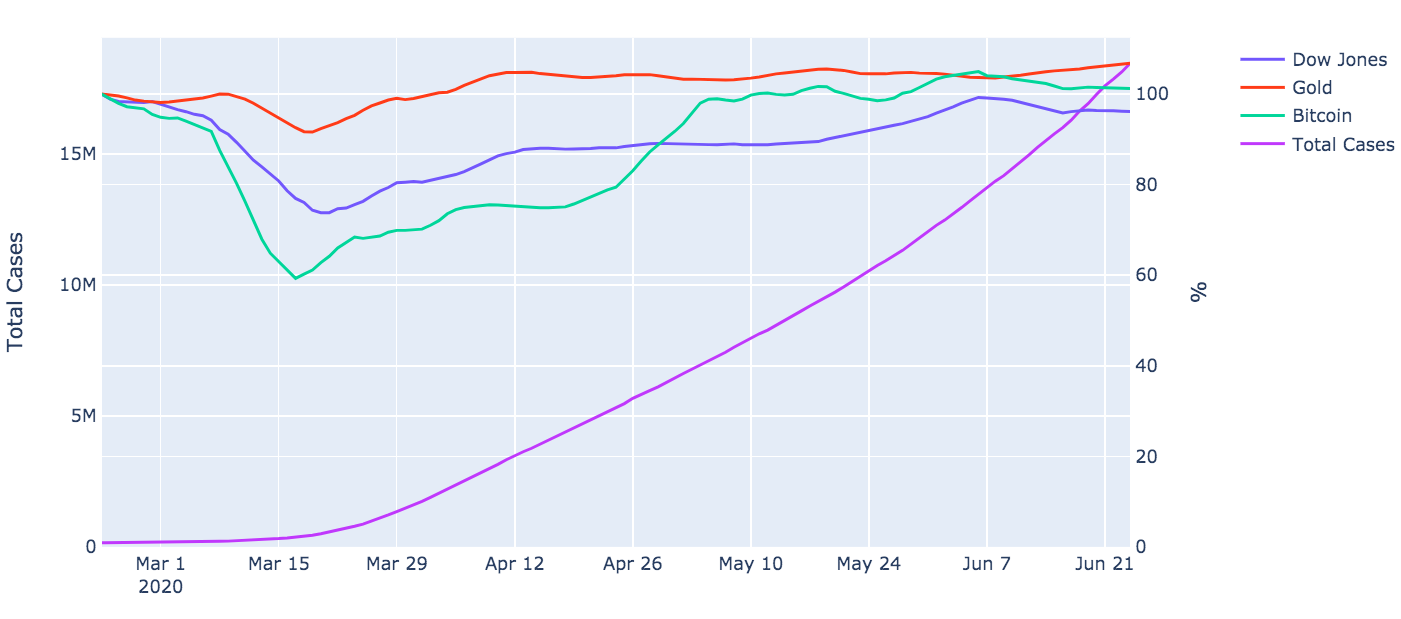 Dow Jones
Gold
Bitcoin
Total Cases
Total Cases
15M
10M
5M
0
100
80
60
40
20
0
%
Mar 1
2020
Mar 15
Mar 29
Apr 12
Apr 26
May 10
May 24
Jun 7
Jun 21